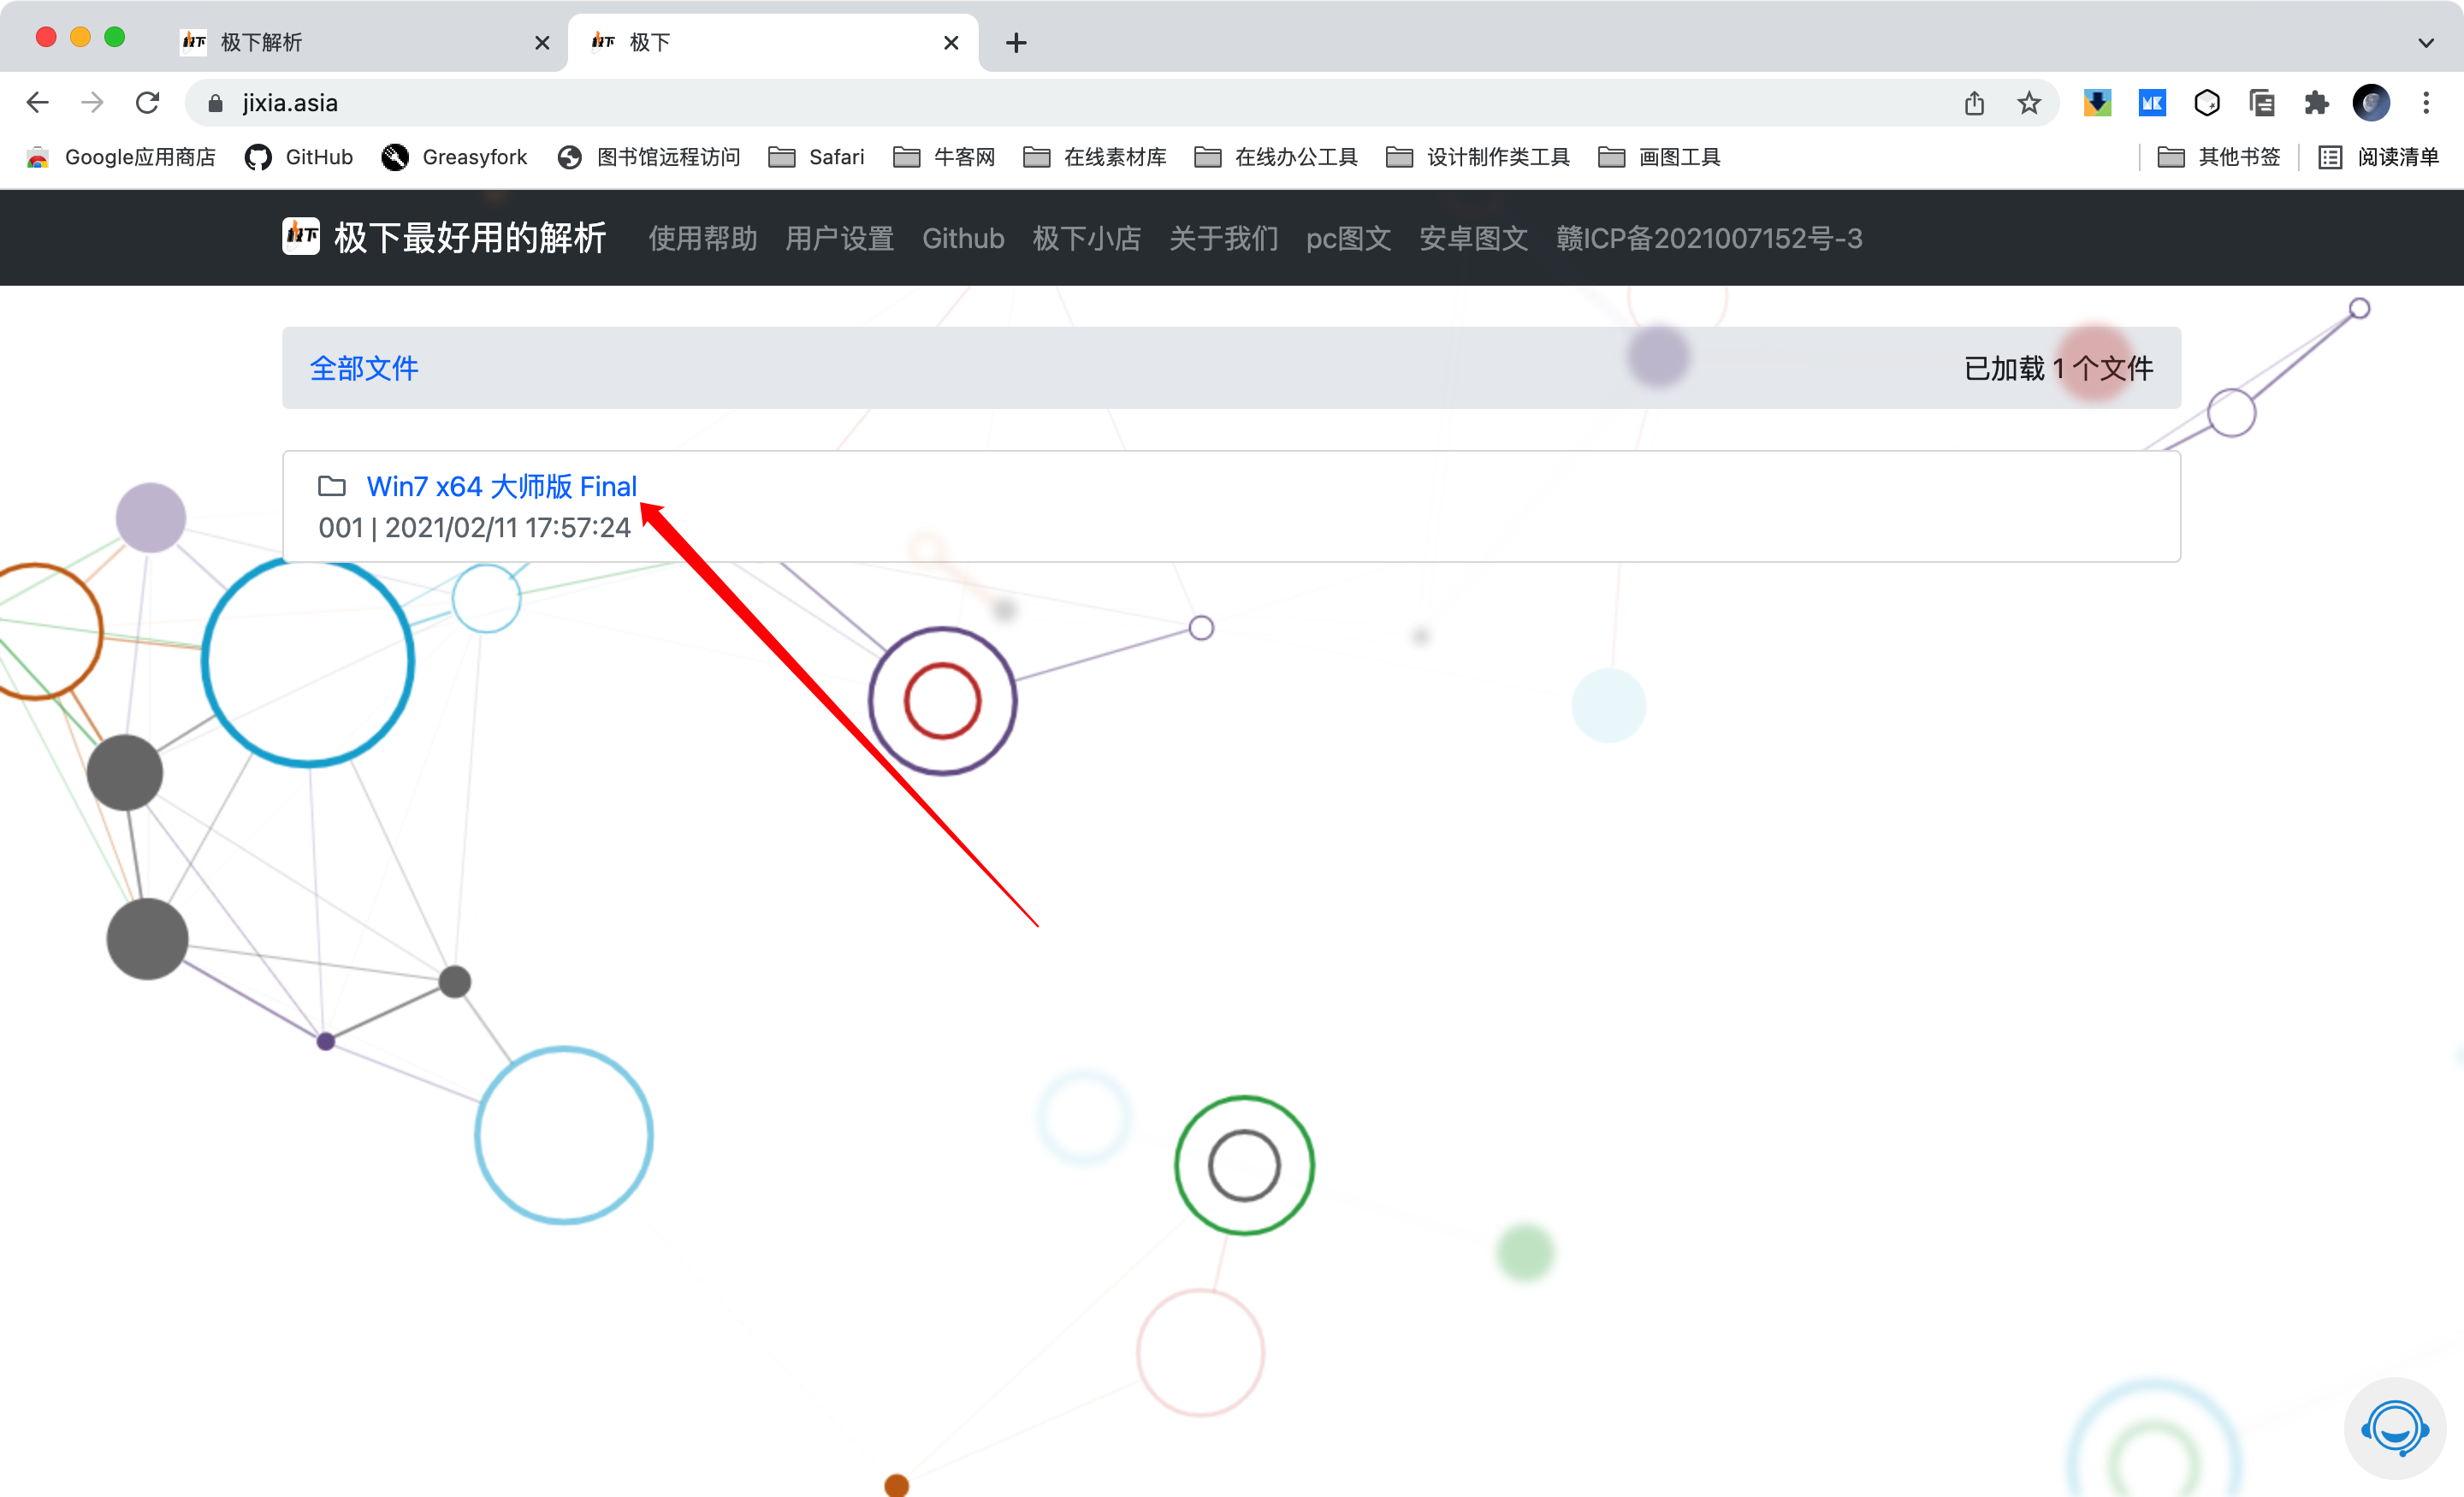 极下解析
极下
jixia.asia
Google应用商店 GitHub Greasyfork 图书馆远程访问 Safari 牛客网 在线素材库 在线办公工具 设计制作类工具 画图工具 其他书签 阅读清单
极下最好用的解析 使用帮助 用户设置 Github 极下小店 关于我们 pc图文 安卓图文 赣ICP备2021007152号-3
全部文件 已加载 1 个文件
Win7 x64 大师版 Final
001 | 2021/02/11 17:57:24